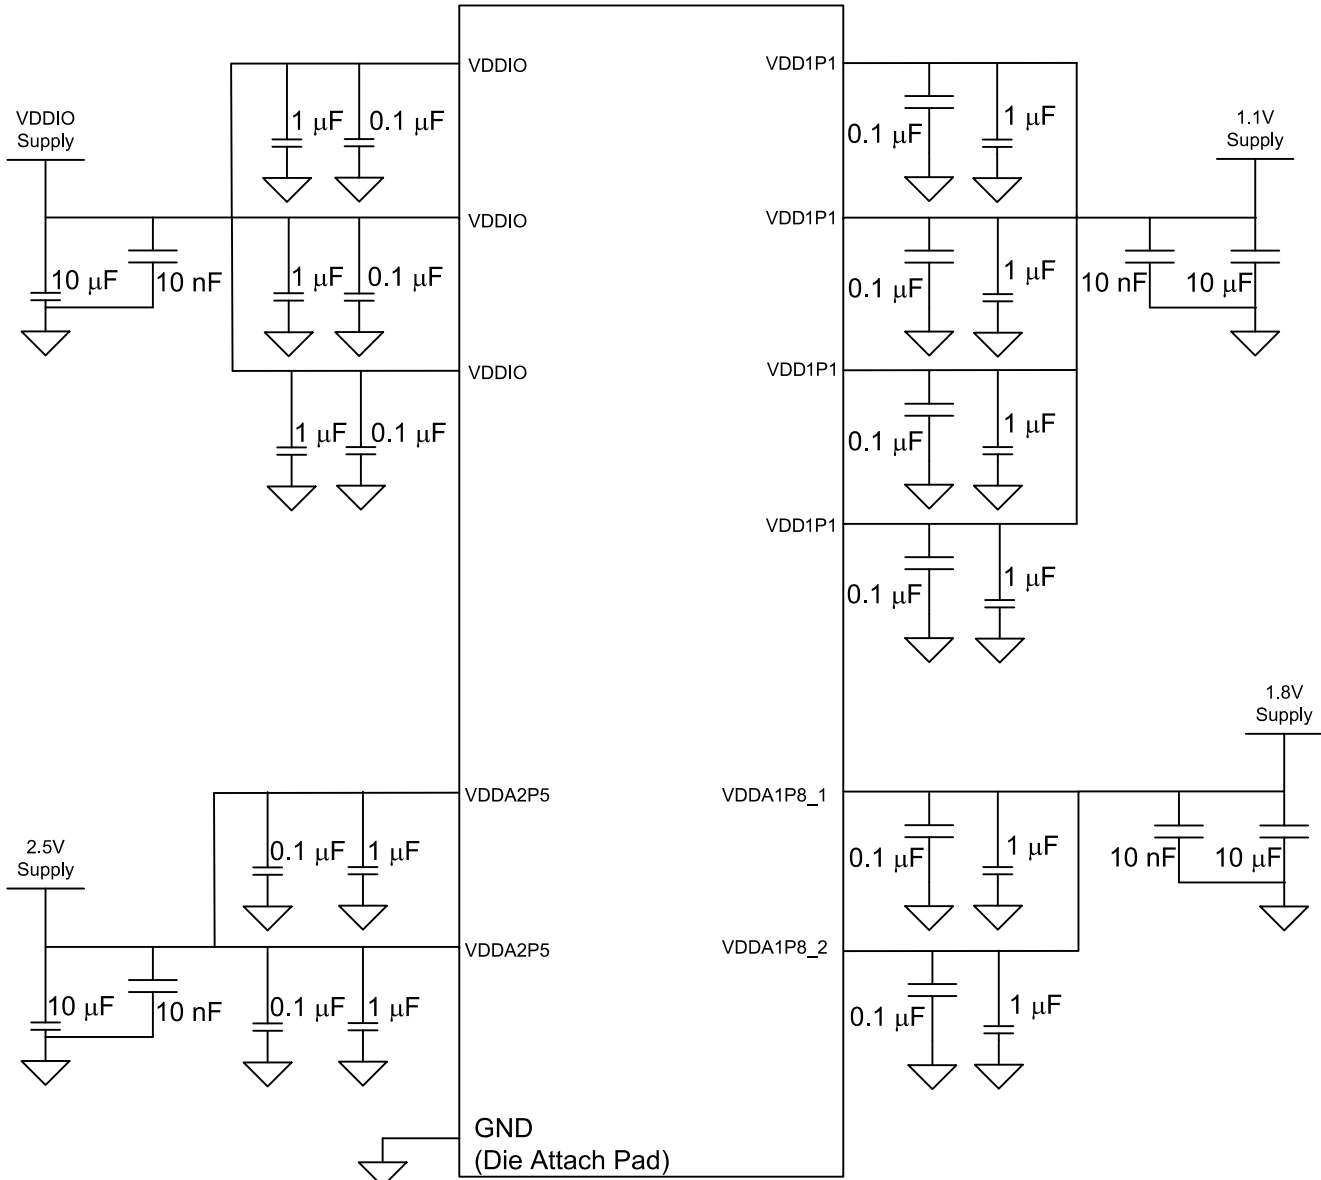 VDDIO
VDD1P1
1 μF
0.1 μF
1 μF
VDDIO
Supply
0.1 μF
1.1V
Supply
VDDIO
VDD1P1
10 μF
10 nF
1 μF
0.1 μF
0.1 μF
1 μF
10 nF
10 μF
VDDIO
VDD1P1
1 μF
0.1 μF
0.1 μF
1 μF
VDD1P1
0.1 μF
1 μF
1.8V
Supply
VDDA2P5
VDDA1P8_1
2.5V
Supply
0.1 μF
1 μF
0.1 μF
1 μF
10 nF
10 μF
VDDA2P5
VDDA1P8_2
10 μF
10 nF
0.1 μF
1 μF
0.1 μF
1 μF
GND
(Die Attach Pad)